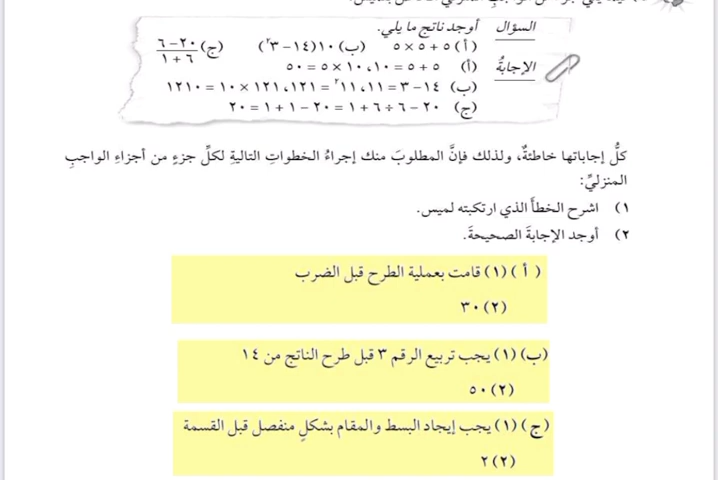 السؤال أوجد ناتج ما يلي.
(أ) ٥ + ٥ × ٥ (ب) ١٠(١٤ − ٣²) (ج) (٢٠ − ٦)/(١ + ٦)
الإجابةُ (أ) ٥ + ٥ = ١٠، ١٠ × ٥ = ٥٠
(ب) ١٤ − ٣ = ١١، ١١² = ١٢١، ١٢١ × ١٠ = ١٢١٠
(ج) ٢٠ − ٦ ÷ ٦ + ١ = ٢٠ − ١ + ١ = ٢٠
كلُّ إجاباتها خاطئةٌ، ولذلك فإنَّ المطلوبَ منك إجراءُ الخطواتِ التاليةِ لكلِّ جزءٍ من أجزاءِ الواجبِ
المنزليِّ:
١) اشرح الخطأَ الذي ارتكبته لميس.
٢) أوجد الإجابةَ الصحيحةَ.
(أ) (١) قامت بعملية الطرح قبل الضرب
(٢) ٣٠
(ب) (١) يجب تربيع الرقم ٣ قبل طرح الناتج من ١٤
(٢) ٥٠
(ج) (١) يجب إيجاد البسط والمقام بشكلٍ منفصل قبل القسمة
(٢) ٢